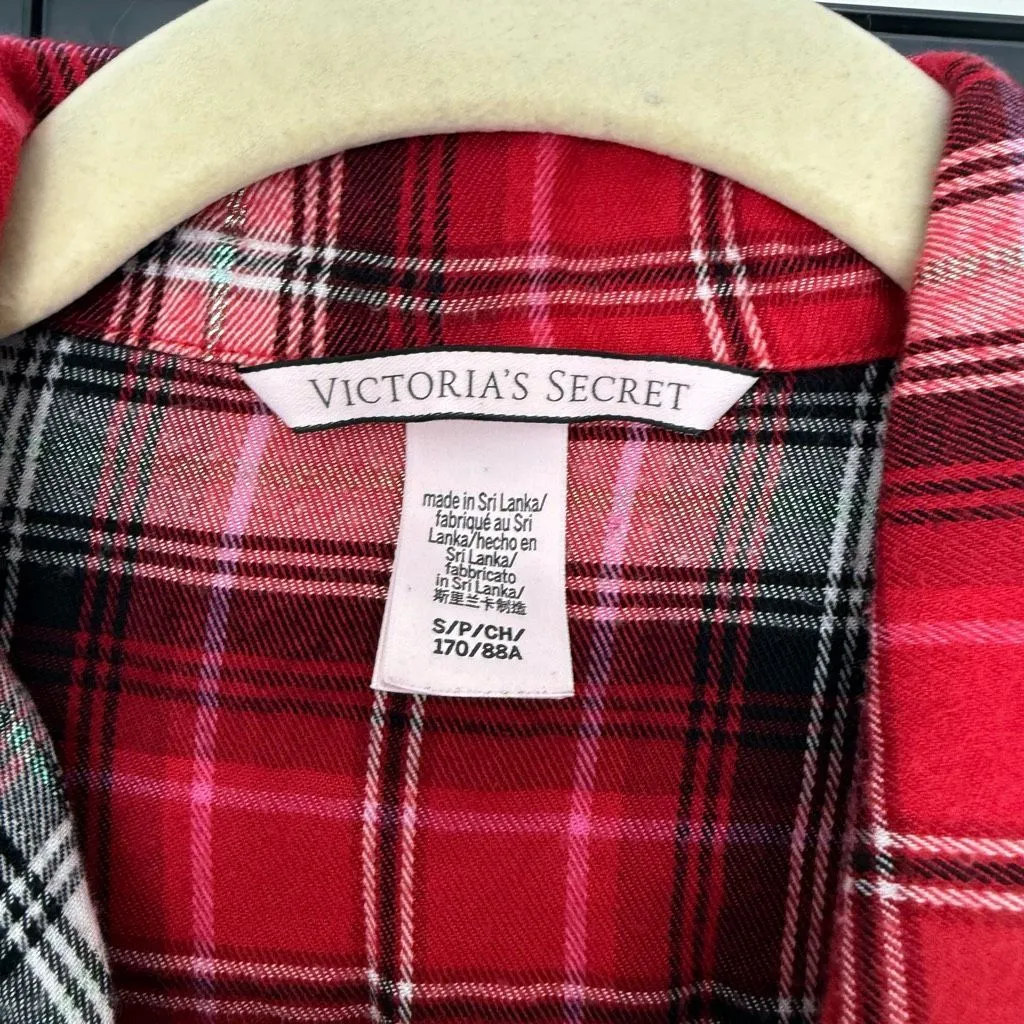 VICTORIA'S SECRET
made in Sri Lanka/
fabriqué au Sri
Lanka/hecho en
Sri Lanka/
fabbricato
in Sri Lanka/
斯里兰卡制造
S/P/CH/
170/88A